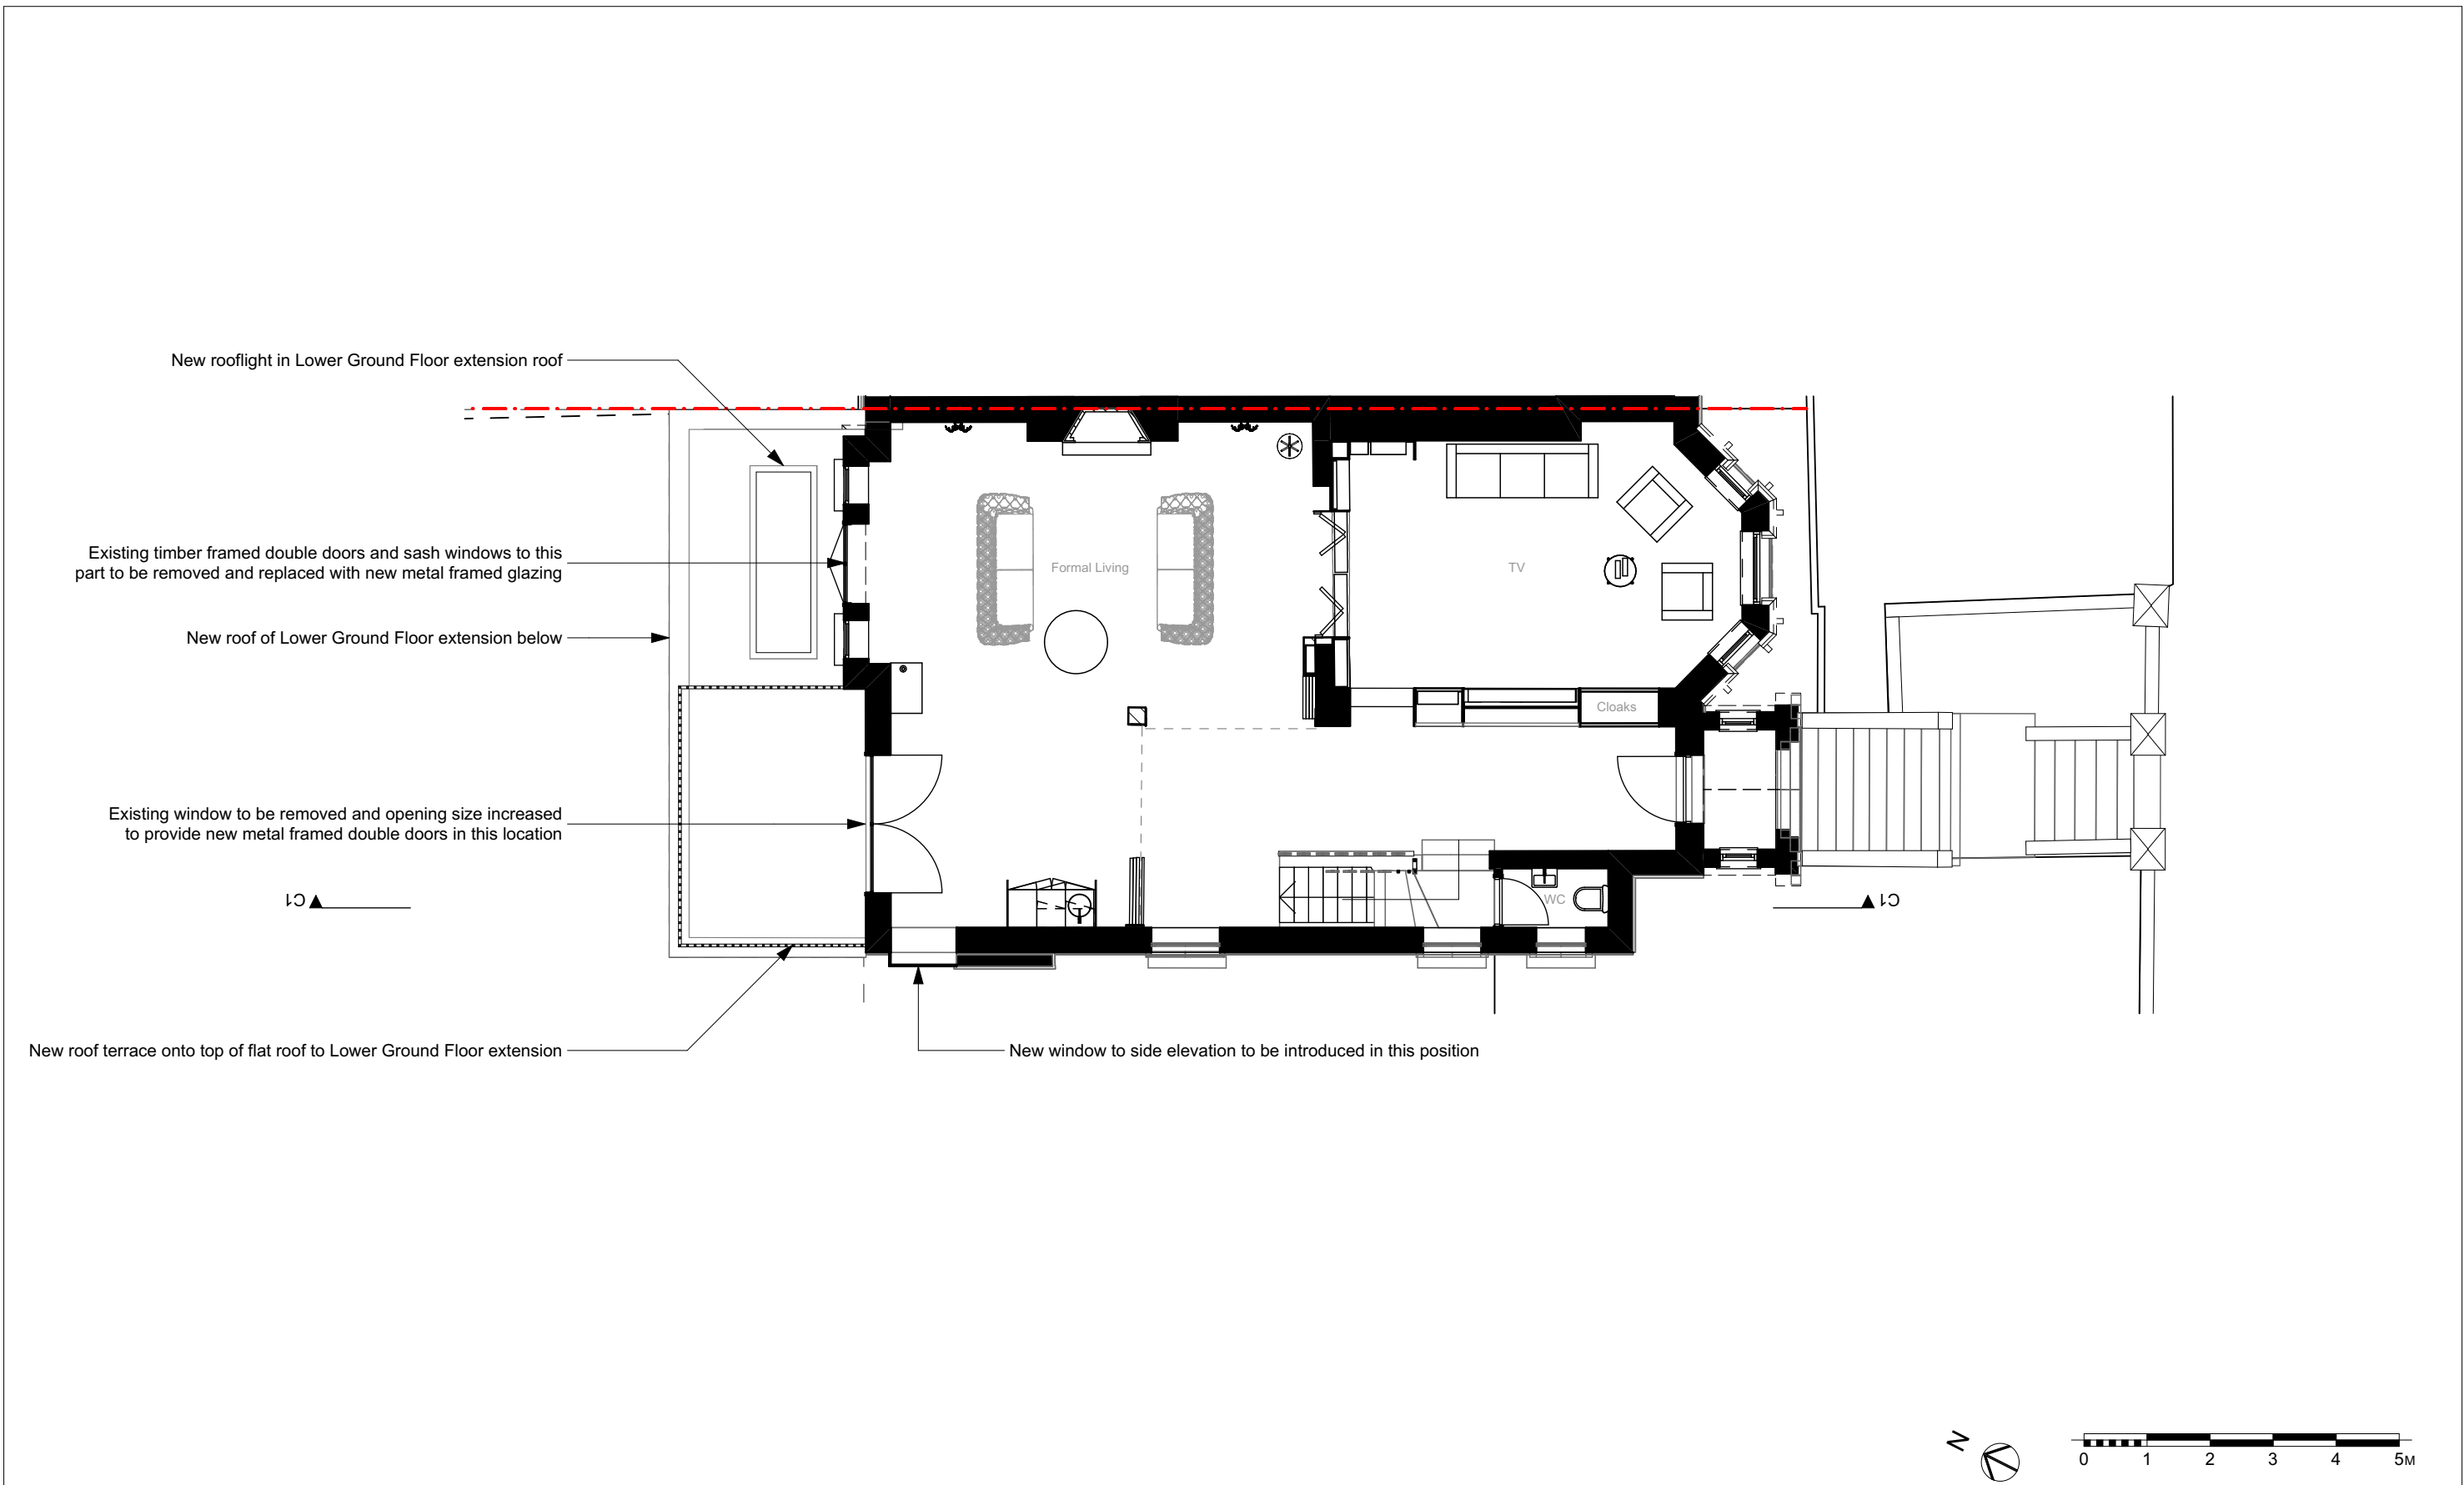 New rooflight in Lower Ground Floor extension roof
Existing timber framed double doors and sash windows to this
part to be removed and replaced with new metal framed glazing
Formal Living
TV
New roof of Lower Ground Floor extension below
Cloaks
Existing window to be removed and opening size increased
to provide new metal framed double doors in this location
C1
WC
C1
New roof terrace onto top of flat roof to Lower Ground Floor extension
New window to side elevation to be introduced in this position
N
0 1 2 3 4 5M